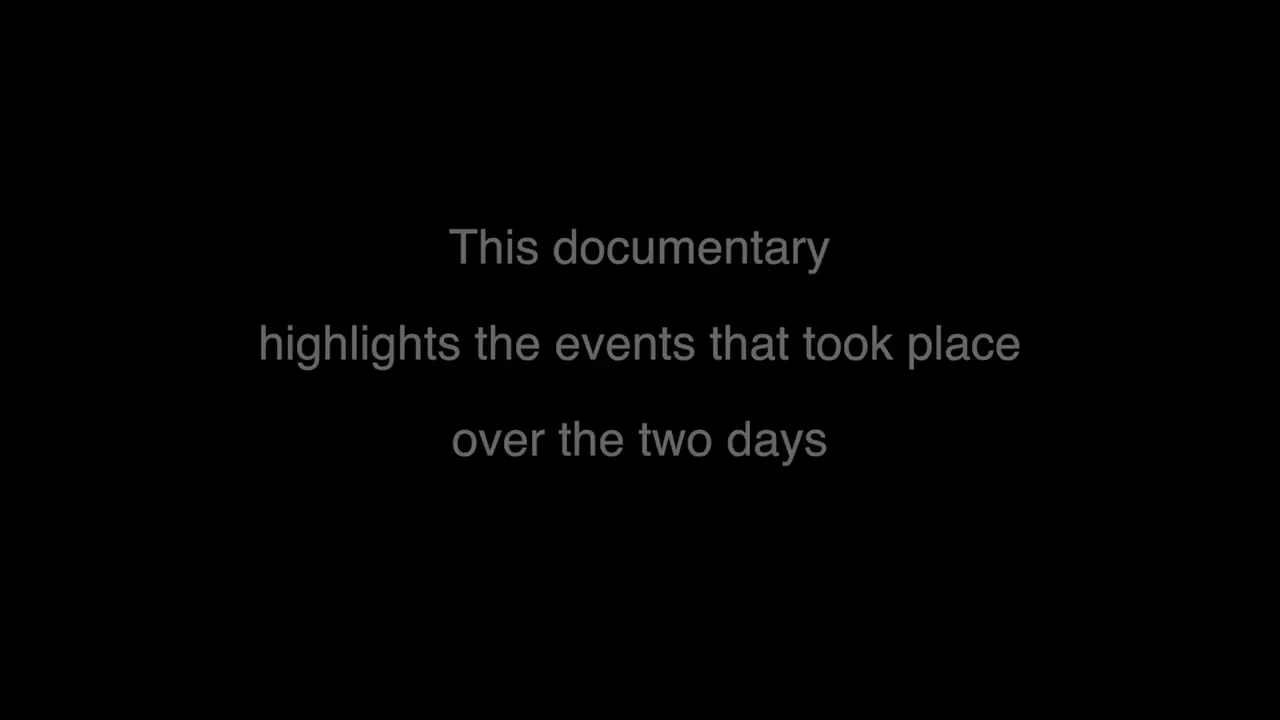 This documentary
highlights the events that took place
over the two days